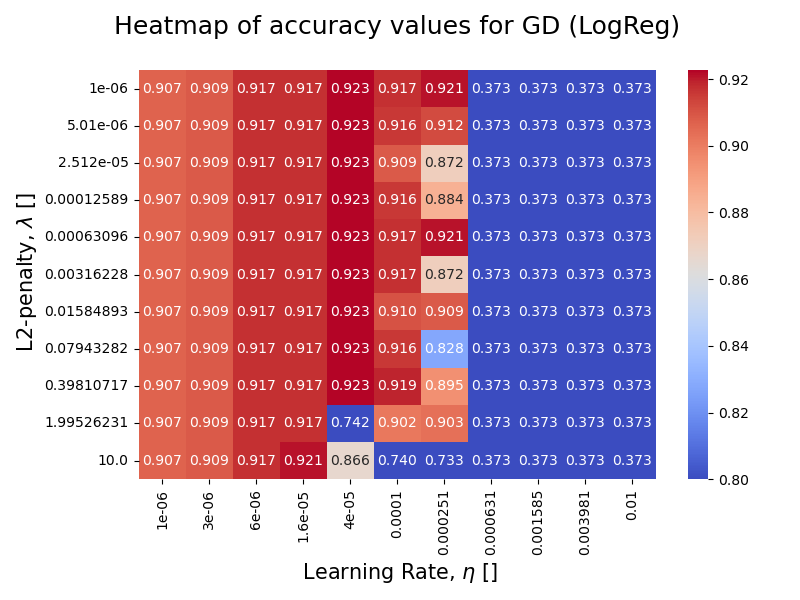 Heatmap of accuracy values for GD (LogReg)
L2-penalty, λ []
1e-06 0.907 0.909 0.917 0.917 0.923 0.917 0.921 0.373 0.373 0.373 0.373
5.01e-06 0.907 0.909 0.917 0.917 0.923 0.916 0.912 0.373 0.373 0.373 0.373
2.512e-05 0.907 0.909 0.917 0.917 0.923 0.909 0.872 0.373 0.373 0.373 0.373
0.00012589 0.907 0.909 0.917 0.917 0.923 0.916 0.884 0.373 0.373 0.373 0.373
0.00063096 0.907 0.909 0.917 0.917 0.923 0.917 0.921 0.373 0.373 0.373 0.373
0.00316228 0.907 0.909 0.917 0.917 0.923 0.917 0.872 0.373 0.373 0.373 0.373
0.01584893 0.907 0.909 0.917 0.917 0.923 0.910 0.909 0.373 0.373 0.373 0.373
0.07943282 0.907 0.909 0.917 0.917 0.923 0.916 0.828 0.373 0.373 0.373 0.373
0.39810717 0.907 0.909 0.917 0.917 0.923 0.919 0.895 0.373 0.373 0.373 0.373
1.99526231 0.907 0.909 0.917 0.917 0.742 0.902 0.903 0.373 0.373 0.373 0.373
10.0 0.907 0.909 0.917 0.921 0.866 0.740 0.733 0.373 0.373 0.373 0.373
1e-06 3e-06 6e-06 1.6e-05 4e-05 0.0001 0.000251 0.000631 0.001585 0.003981 0.01
Learning Rate, η []
0.92
0.90
0.88
0.86
0.84
0.82
0.80